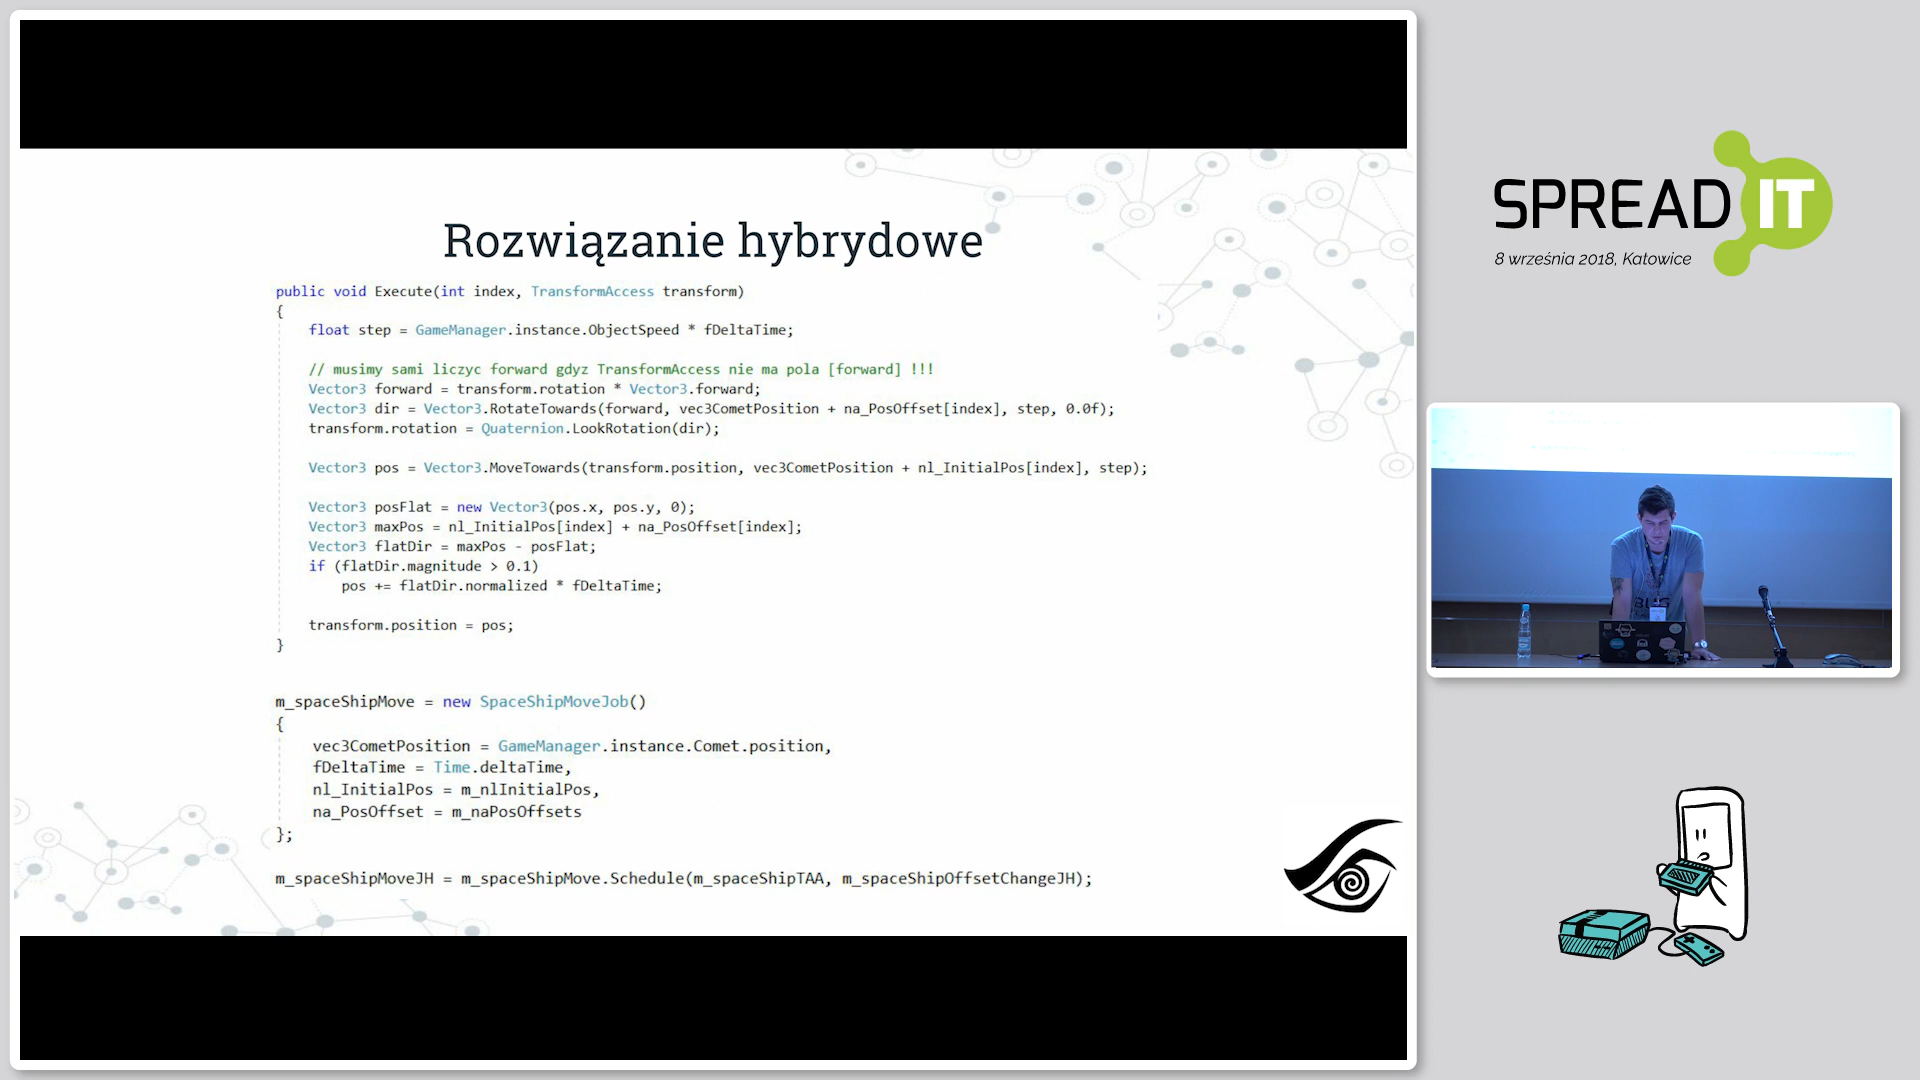 Rozwiązanie hybrydowe
public void Execute(int index, TransformAccess transform)
{
float step = GameManager.instance.ObjectSpeed * fDeltaTime;
// musimy sami liczyc forward gdyz TransformAccess nie ma pola [forward] !!!
Vector3 forward = transform.rotation * Vector3.forward;
Vector3 dir = Vector3.RotateTowards(forward, vec3CometPosition + na_PosOffset[index], step, 0.0f);
transform.rotation = Quaternion.LookRotation(dir);
Vector3 pos = Vector3.MoveTowards(transform.position, vec3CometPosition + nl_InitialPos[index], step);
Vector3 posFlat = new Vector3(pos.x, pos.y, 0);
Vector3 maxPos = nl_InitialPos[index] + na_PosOffset[index];
Vector3 flatDir = maxPos - posFlat;
if (flatDir.magnitude > 0.1)
pos += flatDir.normalized * fDeltaTime;
transform.position = pos;
}
m_spaceShipMove = new SpaceShipMoveJob()
{
vec3CometPosition = GameManager.instance.Comet.position,
fDeltaTime = Time.deltaTime,
nl_InitialPos = m_nlInitialPos,
na_PosOffset = m_naPosOffsets
};
m_spaceShipMoveJH = m_spaceShipMove.Schedule(m_spaceShipTAA, m_spaceShipOffsetChangeJH);
SPREAD IT
8 września 2018, Katowice